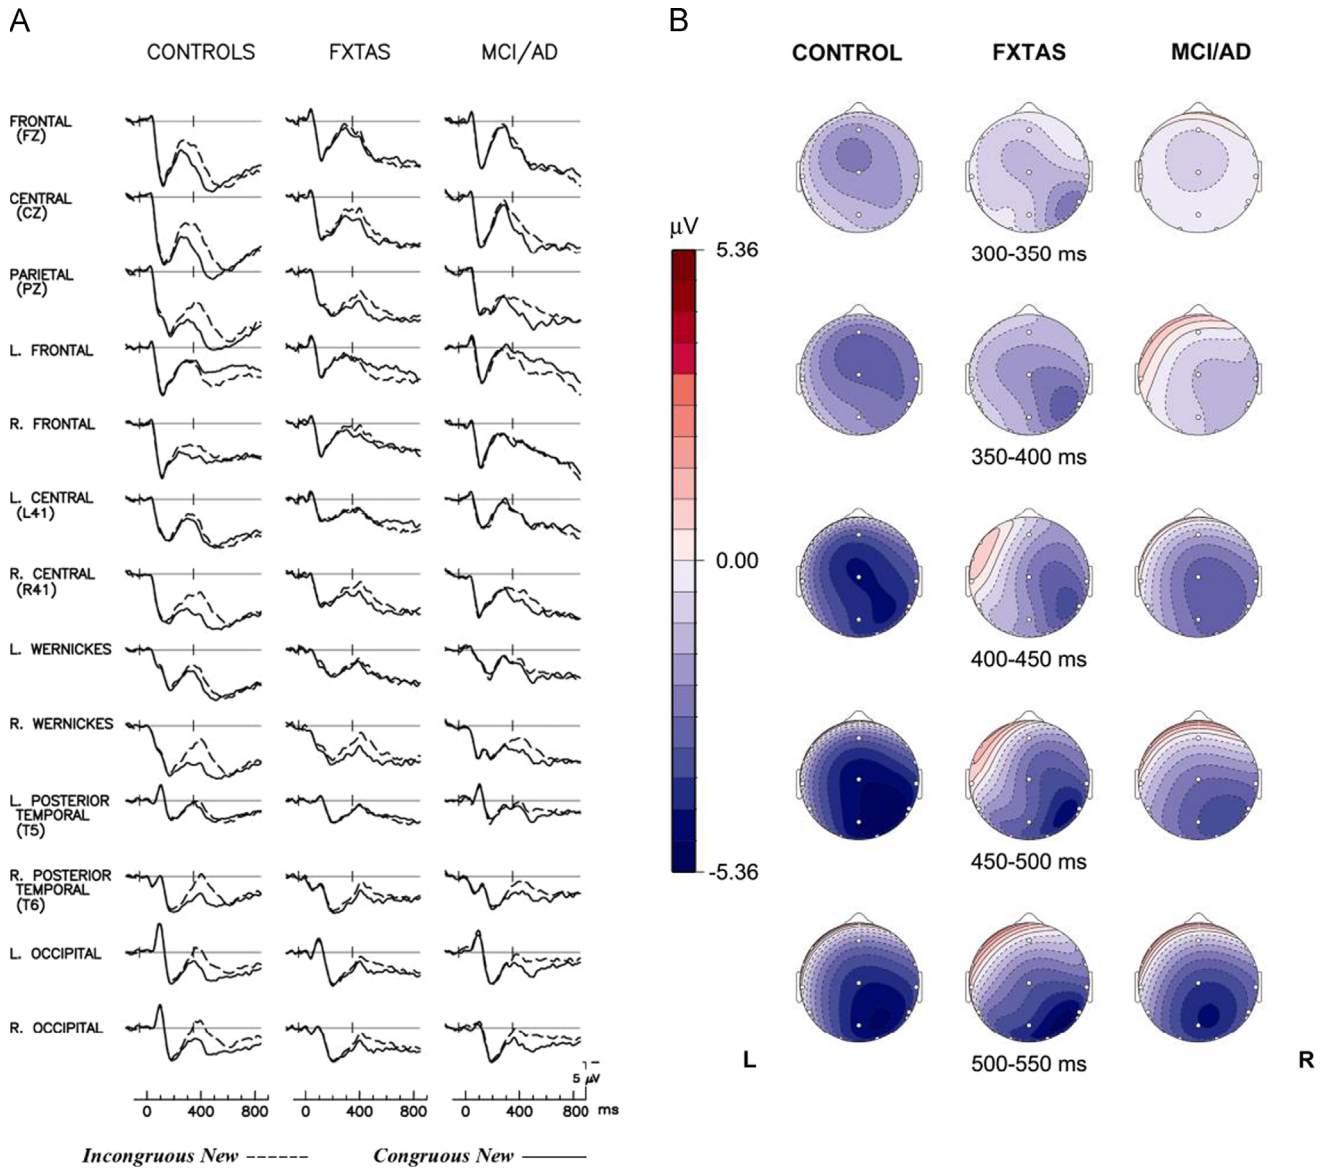 A
CONTROLS FXTAS MCI/AD
FRONTAL
(FZ)
CENTRAL
(CZ)
PARIETAL
(PZ)
L. FRONTAL
R. FRONTAL
L. CENTRAL
(L41)
R. CENTRAL
(R41)
L. WERNICKES
R. WERNICKES
L. POSTERIOR
TEMPORAL
(T5)
R. POSTERIOR
TEMPORAL
(T6)
L. OCCIPITAL
R. OCCIPITAL
5 µV
0 400 800 0 400 800 0 400 800 ms
Incongruous New Congruous New
B
CONTROL FXTAS MCI/AD
µV
5.36
0.00
-5.36
300-350 ms
350-400 ms
400-450 ms
450-500 ms
500-550 ms
L R